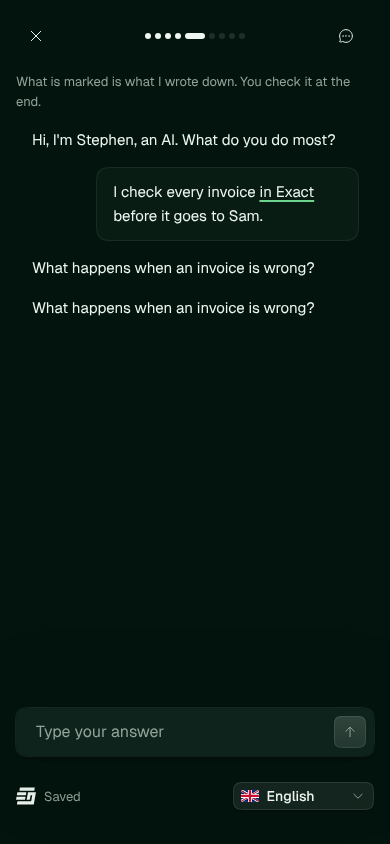 What is marked is what I wrote down. You check it at the
end.
Hi, I'm Stephen, an AI. What do you do most?
I check every invoice in Exact
before it goes to Sam.
What happens when an invoice is wrong?
What happens when an invoice is wrong?
Type your answer
Saved
English